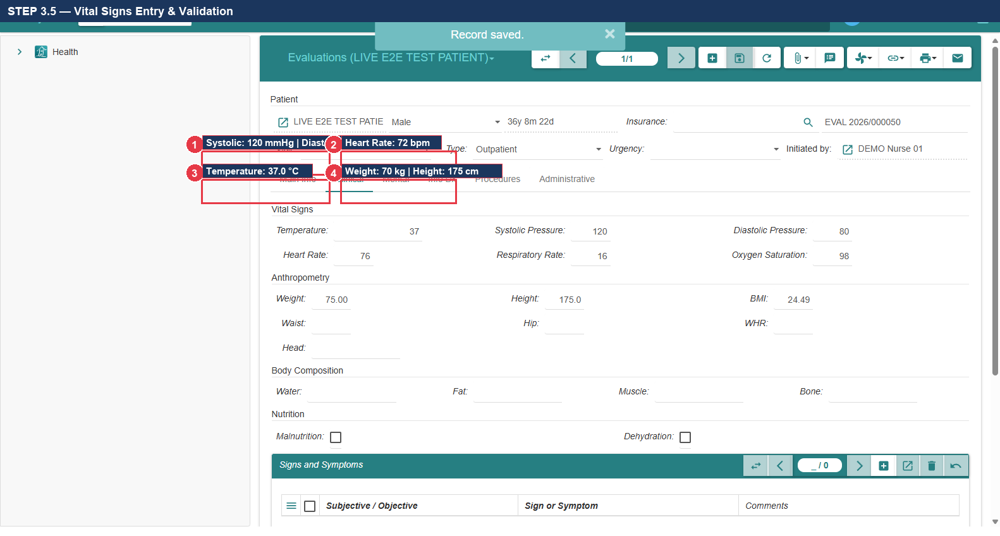 STEP 3.5 — Vital Signs Entry & Validation
Record saved.
Health
Evaluations (LIVE E2E TEST PATIENT)
1/1
Patient
LIVE E2E TEST PATIE Male 36y 8m 22d Insurance: EVAL 2026/000050
1 Systolic: 120 mmHg | Diast
2 Heart Rate: 72 bpm
Type: Outpatient Urgency: Initiated by: DEMO Nurse 01
3 Temperature: 37.0 °C
4 Weight: 70 kg | Height: 175 cm
Main Info Clinical Mental Procedures Administrative
Vital Signs
Temperature: 37 Systolic Pressure: 120 Diastolic Pressure: 80
Heart Rate: 76 Respiratory Rate: 16 Oxygen Saturation: 98
Anthropometry
Weight: 75.00 Height: 175.0 BMI: 24.49
Waist: Hip: WHR:
Head:
Body Composition
Water: Fat: Muscle: Bone:
Nutrition
Malnutrition: Dehydration:
Signs and Symptoms
_ / 0
Subjective / Objective Sign or Symptom Comments